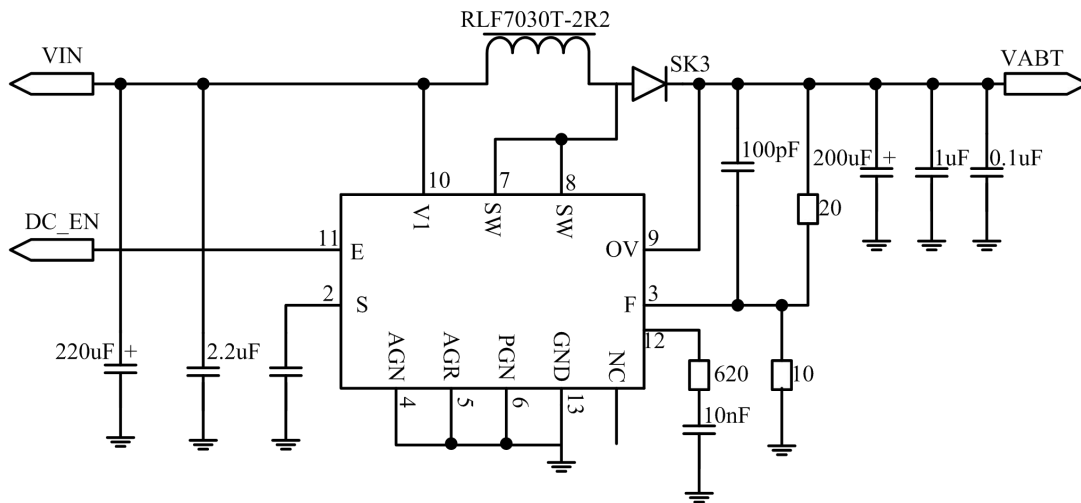 RLF7030T-2R2
VIN
SK3
VABT
100pF
200uF +
1uF
0.1uF
10
7
8
20
V1
SW
SW
DC_EN
11
E
OV
9
2
S
F
3
12
AGN
AGR
PGN
GND
NC
220uF +
2.2uF
620
10
4
5
6
13
10nF